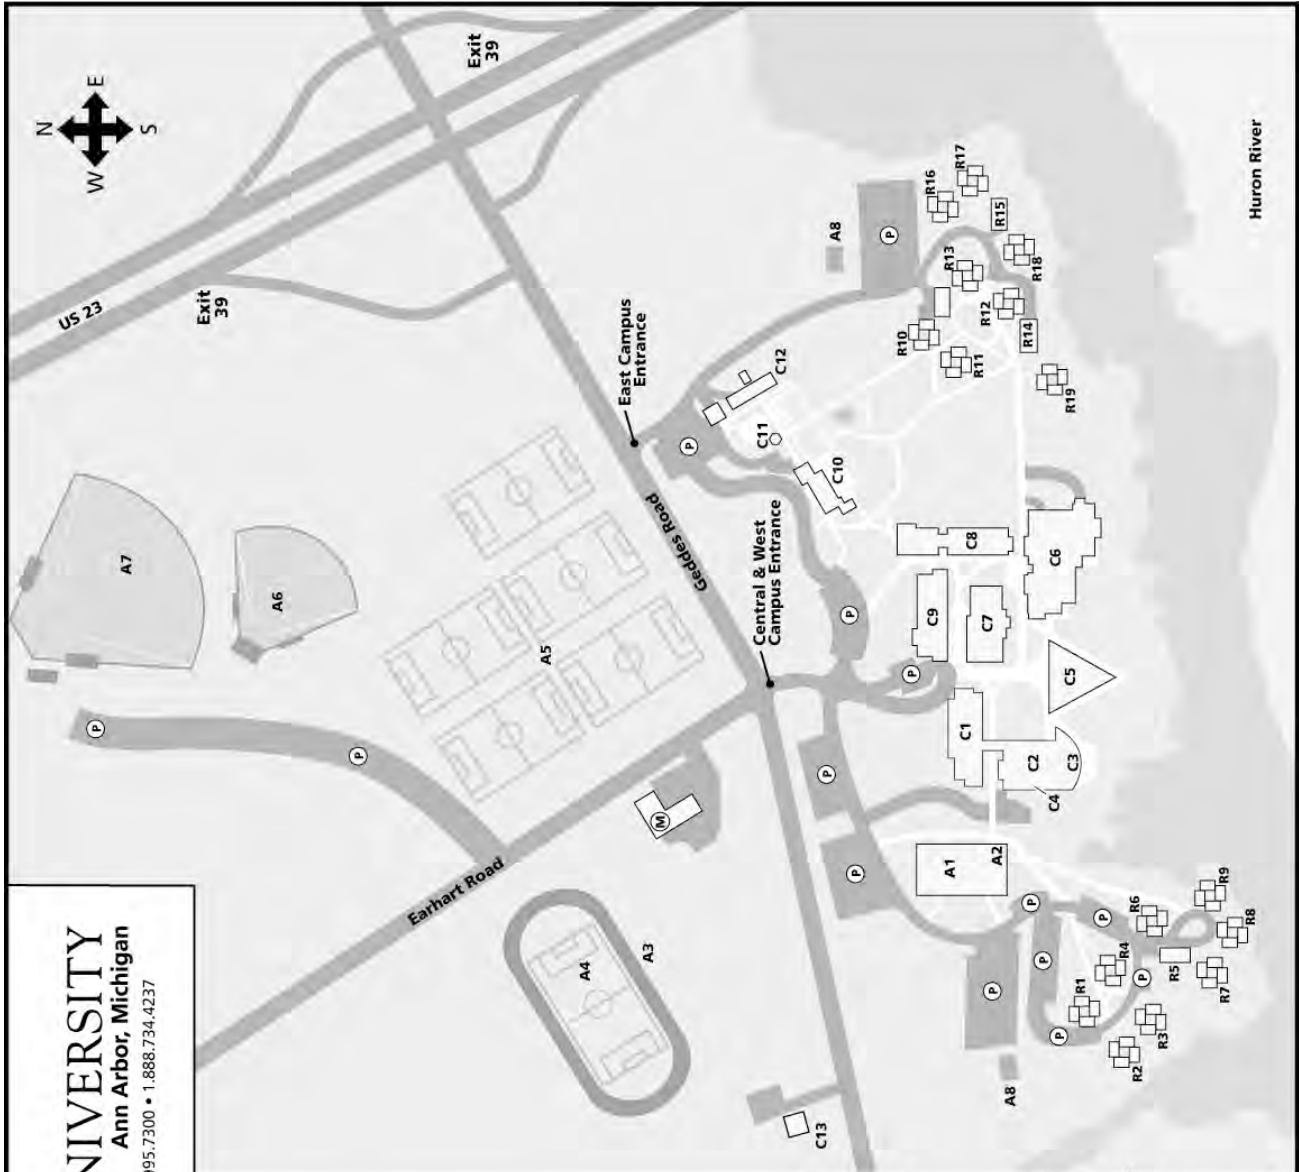 NIVERSITY
Ann Arbor, Michigan
995.7300 • 1.888.734.4237
N
W E
S
US 23
Exit
39
Exit
39
A7
P
A6
P
Earhart Road
A5
A4
A3
M
East Campus
Entrance
Geddes Road
Central & West
Campus Entrance
P
C12
C11
C10
C13
P
P
P
P
A8
P
C9
C8
C7
C6
C5
C1
C2
C3
C4
A1
A2
P
A8
P
P
P
P
P
R1
R2
R3
R4
R5
R6
R7
R8
R9
R10
R11
R12
R13
R14
R15
R16
R17
R18
R19
Huron River